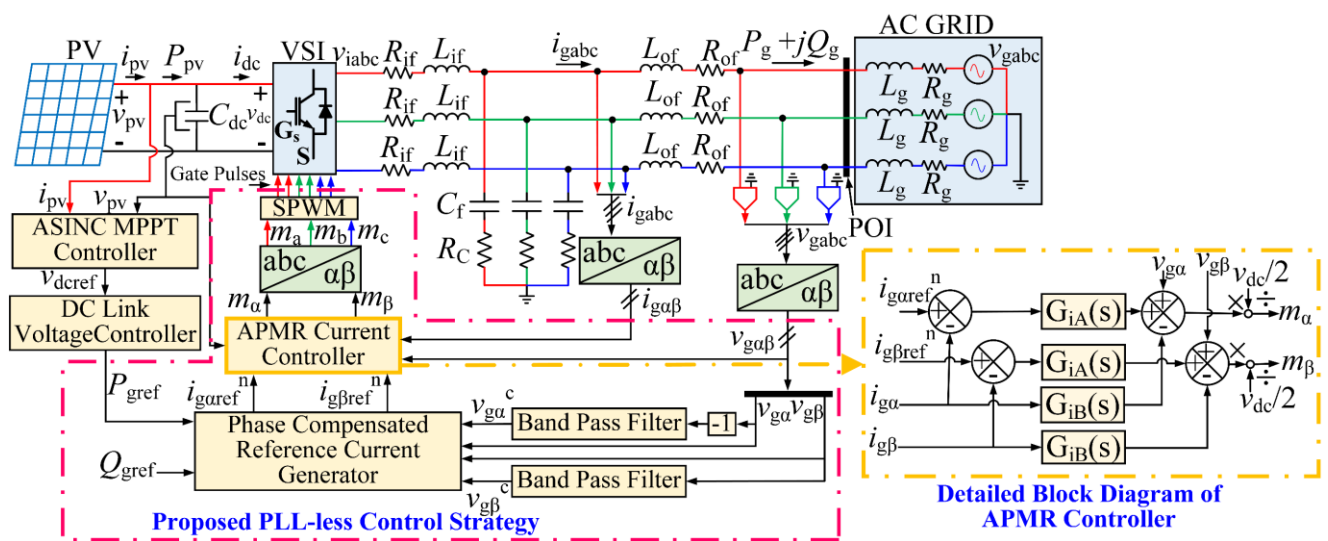 PV
i_pv
P_pv
i_dc
VSI
v_iabc
R_if
L_if
i_gabc
L_of
R_of
P_g +jQ_g
AC GRID
v_gabc
+
v_pv
-
C_dc
+
v_dc
-
G_s
S
R_if
L_if
L_of
R_of
L_g
R_g
R_if
L_if
L_of
R_of
L_g
R_g
L_g
R_g
Gate Pulses
i_pv
v_pv
SPWM
C_f
R_C
i_gabc
v_gabc
POI
ASINC MPPT
Controller
m_a
m_b
m_c
abc
αβ
abc
αβ
abc
αβ
v_dcref
m_α
m_β
i_gαβ
v_gαβ
DC Link
VoltageController
APMR Current
Controller
P_gref
i_gαref^n
i_gβref^n
v_gα
v_gβ
v_gα^c
Band Pass Filter
-1
Phase Compensated
Reference Current
Generator
Q_gref
v_gβ^c
Band Pass Filter
Proposed PLL-less Control Strategy
v_gα
v_gβ
v_dc/2
i_gαref^n
+
-
G_iA(s)
+
+
-
×
÷
m_α
i_gβref^n
+
-
G_iA(s)
+
+
-
×
÷
m_β
v_dc/2
i_gα
G_iB(s)
i_gβ
G_iB(s)
Detailed Block Diagram of
APMR Controller